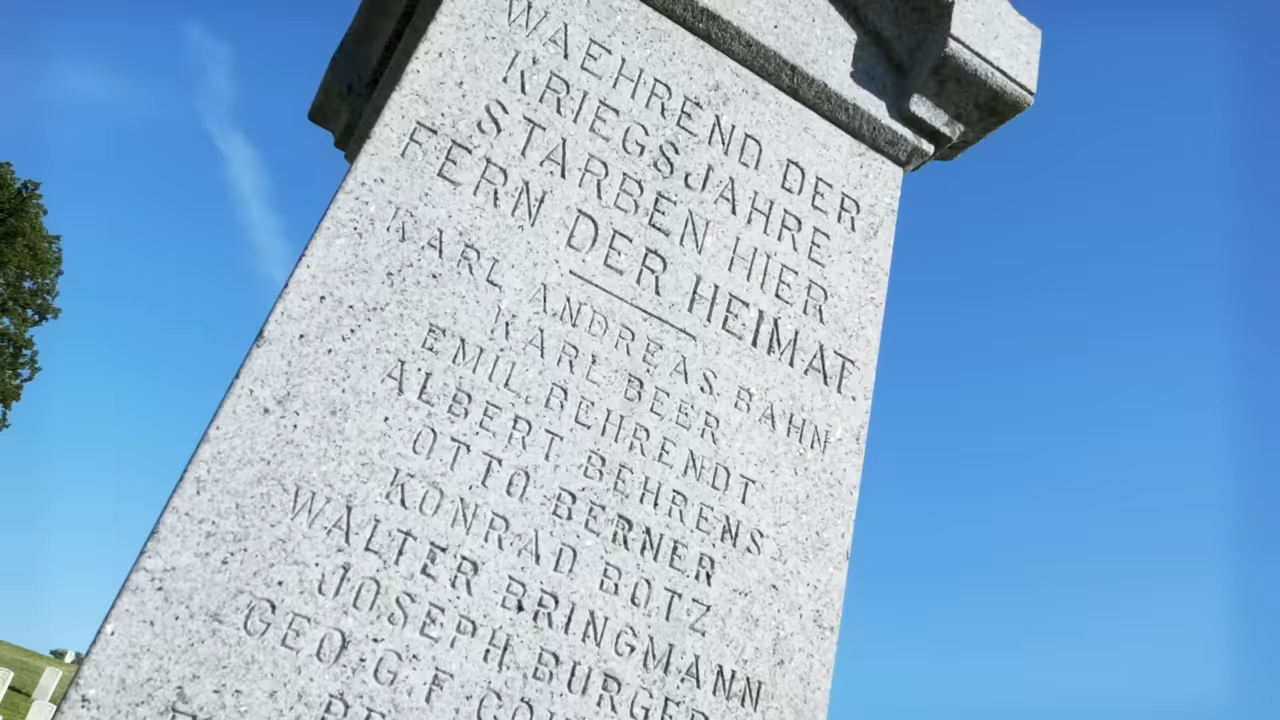 WAEHREND DER
KRIEGSJAHRE
STARBEN HIER
FERN DER HEIMAT.
KARL ANDREAS BAHN
KARL BEER
EMIL BEHRENDT
ALBERT BEHRENS
OTTO BERNER
KONRAD BOTZ
WALTER BRINGMANN
JOSEPH BURGER
GEO G F